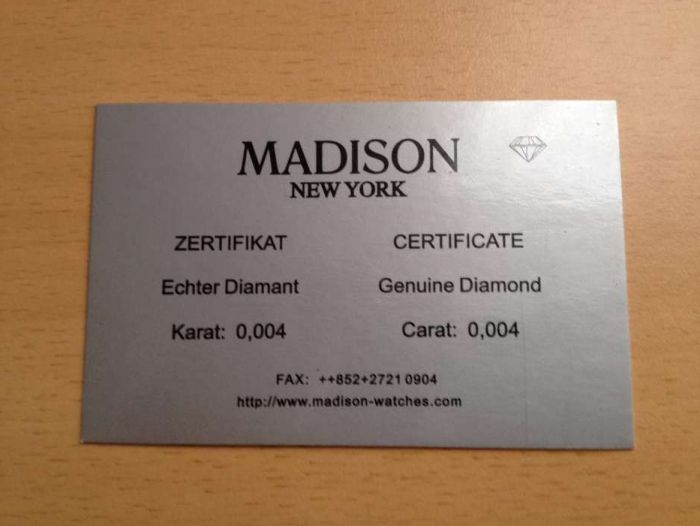 MADISON
NEW YORK
ZERTIFIKAT CERTIFICATE
Echter Diamant Genuine Diamond
Karat: 0,004 Carat: 0,004
FAX: ++852+2721 0904
http://www.madison-watches.com